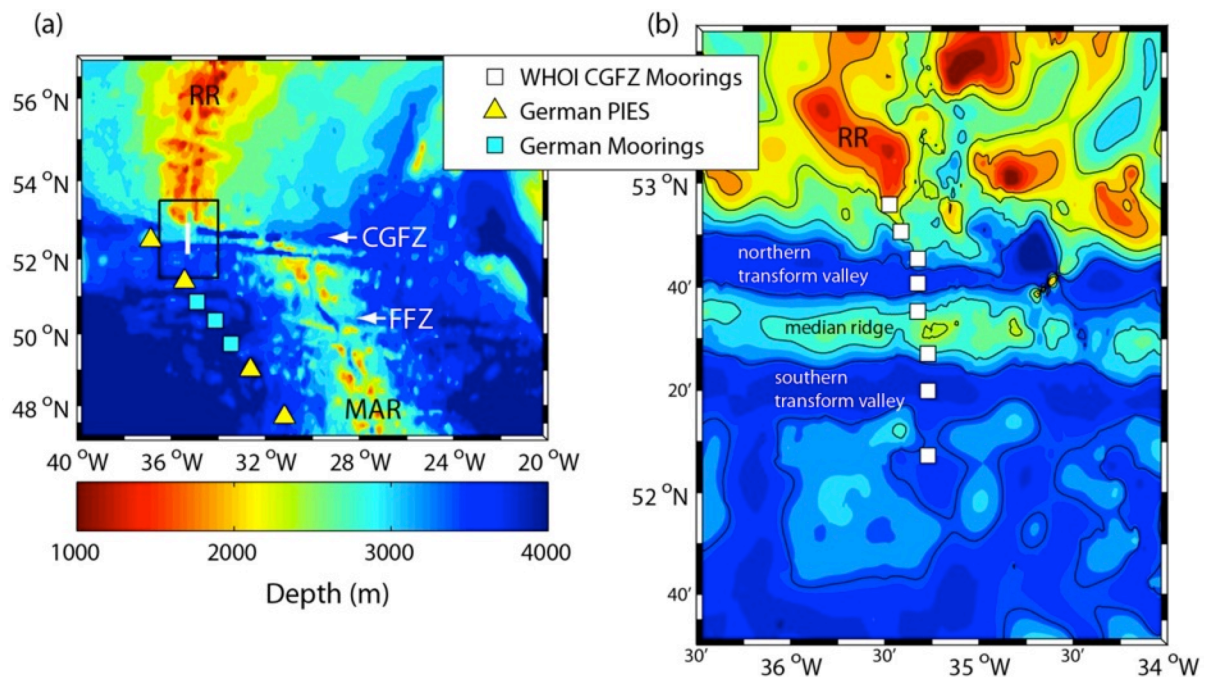 (a)
RR
CGFZ
FFZ
MAR
56 °N
54 °N
52 °N
50 °N
48 °N
40 °W
36 °W
32 °W
28 °W
24 °W
20 °W
1000
2000
3000
4000
Depth (m)
WHOI CGFZ Moorings
German PIES
German Moorings
(b)
RR
northern
transform valley
median ridge
southern
transform valley
53 °N
40′
20′
52 °N
40′
30′
36 °W
30′
35 °W
30′
34 °W